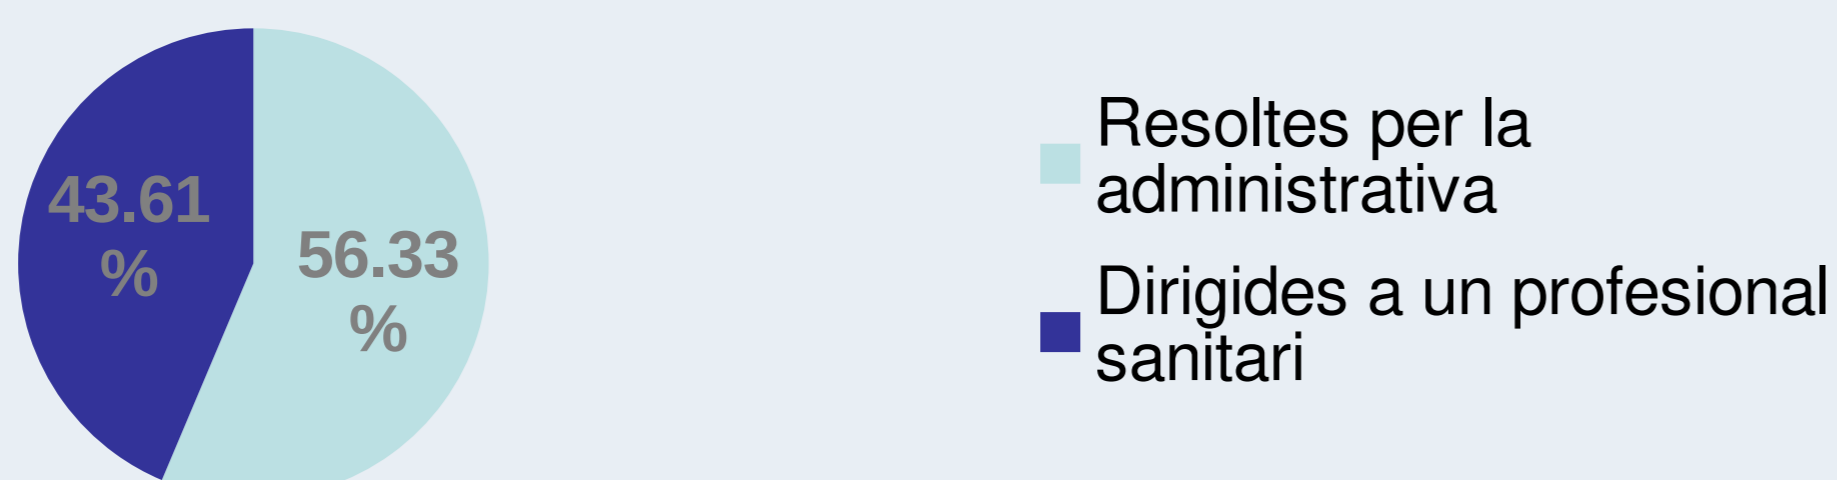 43.61
%
56.33
%
Resoltes per la
administrativa
Dirigides a un profesional
sanitari